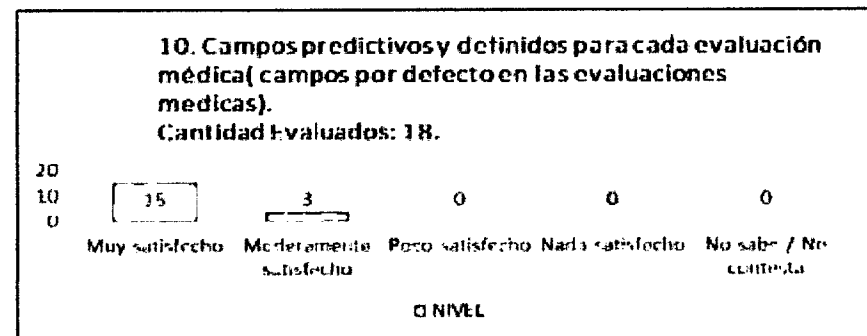 10. Campos predictivos y definidos para cada evaluación
médica( campos por defecto en las evaluaciones
medicas).
Cantidad Evaluados: 18.
20
10
0
15 3 0 0 0
Muy satisfecho Moderamente Poco satisfecho Nada satisfecho No sabe / No
satisfecho contesta
NIVEL